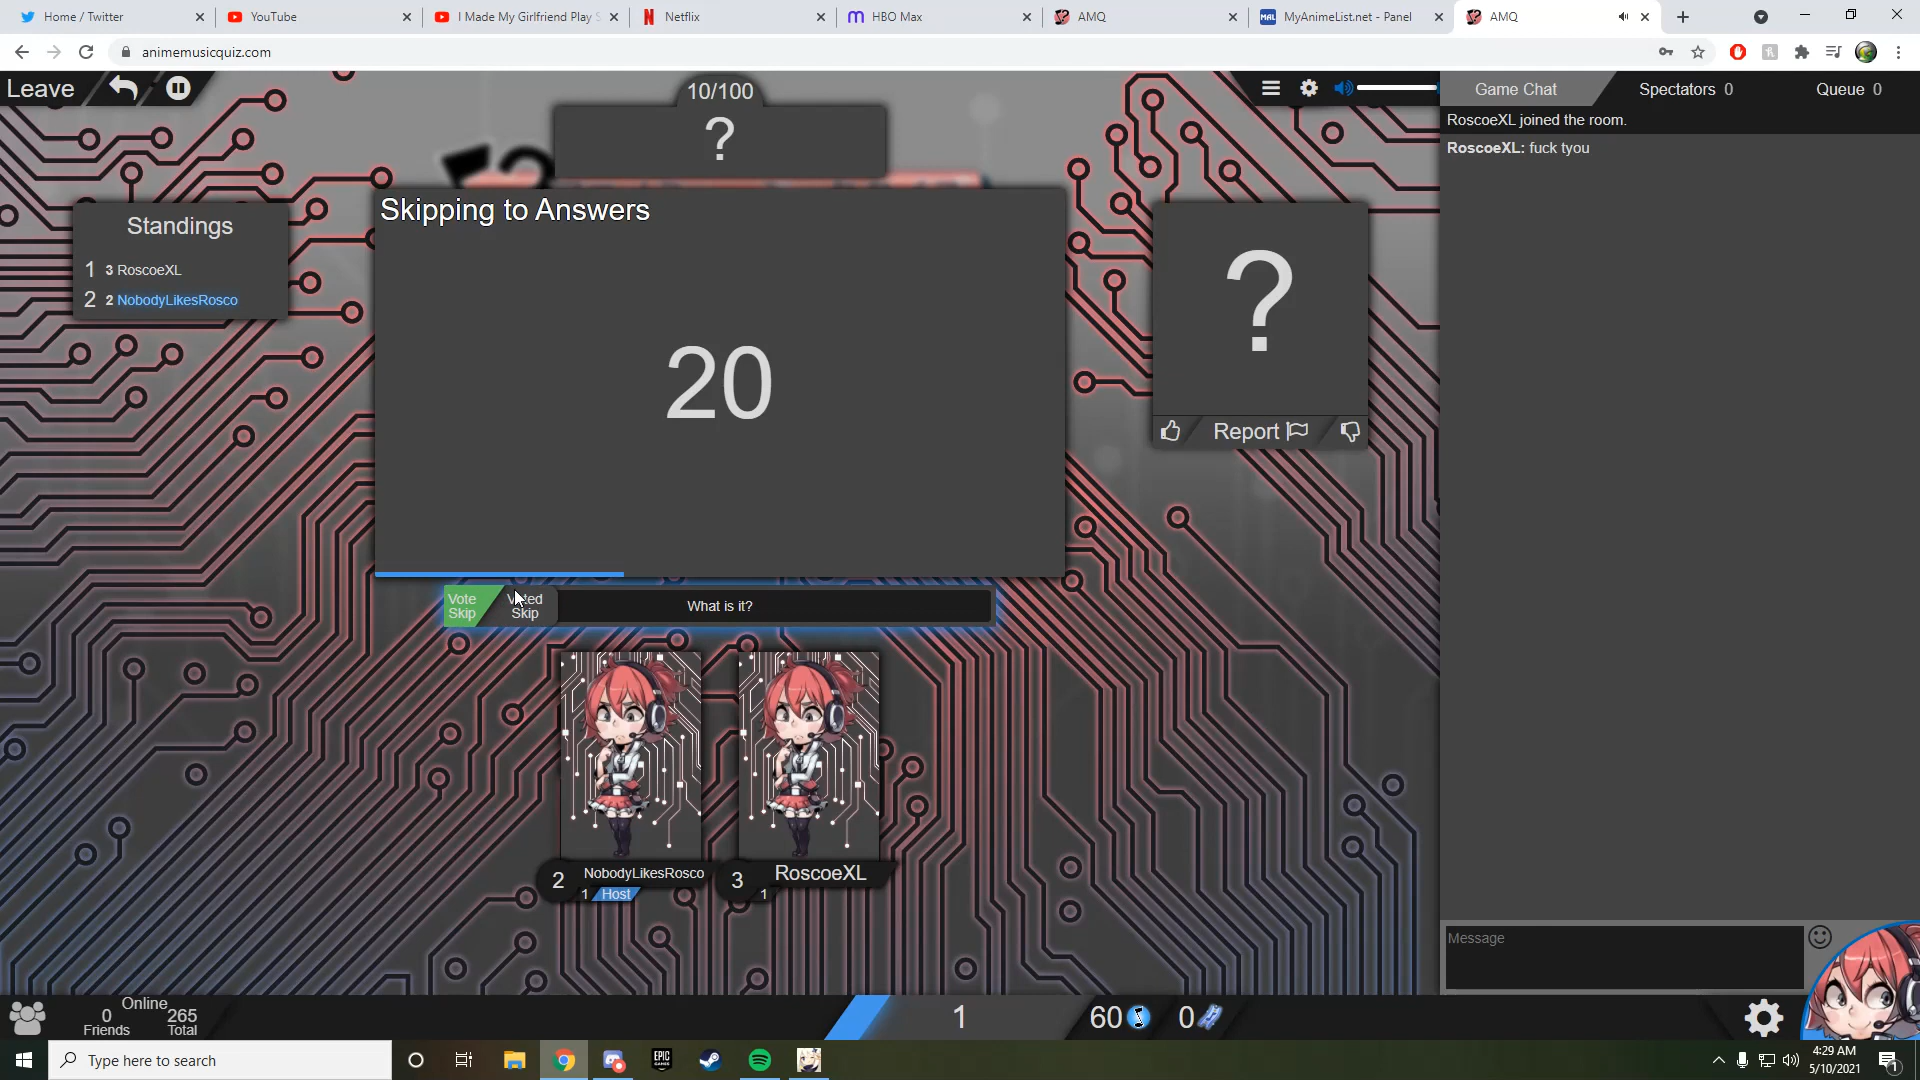 Home / Twitter
YouTube
I Made My Girlfriend Play S
Netflix
HBO Max
AMQ
MyAnimeList.net - Panel
AMQ
animemusicquiz.com
Leave
10/100
?
Game Chat
Spectators 0
Queue 0
RoscoeXL joined the room.
RoscoeXL: fuck tyou
Standings
1 3 RoscoeXL
2 2 NobodyLikesRosco
Skipping to Answers
20
?
Report
Vote Skip
Voted Skip
What is it?
2 NobodyLikesRosco
1 Host
3 RoscoeXL
1
Message
Online
0 Friends
265 Total
1
60
0
Type here to search
4:29 AM
5/10/2021